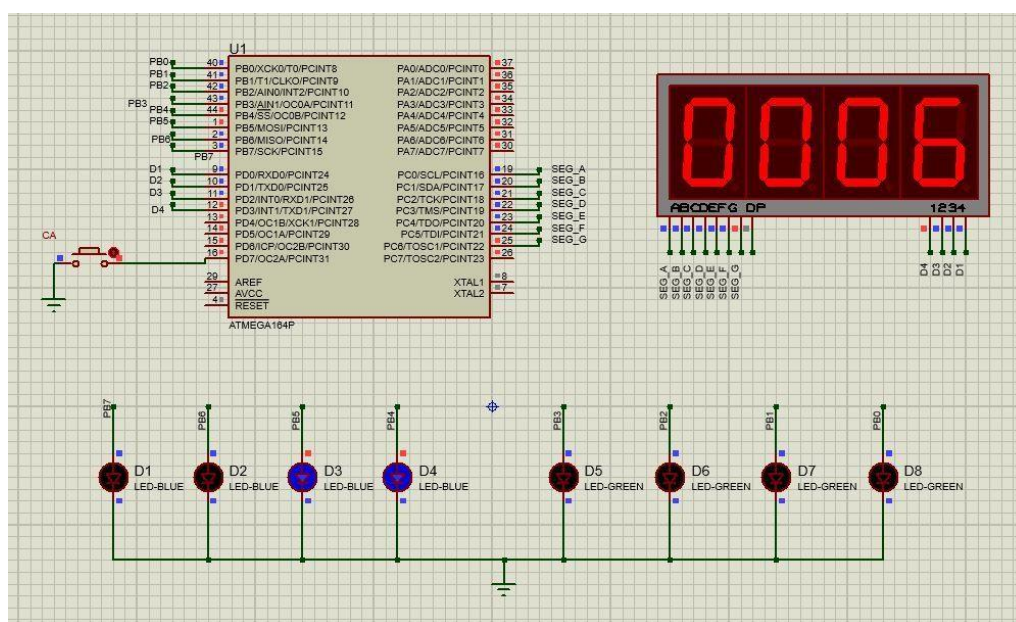 U1
PB0 40 PB0/XCK0/T0/PCINT8 PA0/ADC0/PCINT0 37
PB1 41 PB1/T1/CLKO/PCINT9 PA1/ADC1/PCINT1 36
PB2 42 PB2/AIN0/INT2/PCINT10 PA2/ADC2/PCINT2 35
PB3 43 PB3/AIN1/OC0A/PCINT11 PA3/ADC3/PCINT3 34
PB4 44 PB4/SS/OC0B/PCINT12 PA4/ADC4/PCINT4 33
PB5 1 PB5/MOSI/PCINT13 PA5/ADC5/PCINT5 32
PB6 2 PB6/MISO/PCINT14 PA6/ADC6/PCINT6 31
PB7 3 PB7/SCK/PCINT15 PA7/ADC7/PCINT7 30
D1 9 PD0/RXD0/PCINT24 PC0/SCL/PCINT16 19 SEG_A
D2 10 PD1/TXD0/PCINT25 PC1/SDA/PCINT17 20 SEG_B
D3 11 PD2/INT0/RXD1/PCINT26 PC2/TCK/PCINT18 21 SEG_C
D4 12 PD3/INT1/TXD1/PCINT27 PC3/TMS/PCINT19 22 SEG_D
13 PD4/OC1B/XCK1/PCINT28 PC4/TDO/PCINT20 23 SEG_E
14 PD5/OC1A/PCINT29 PC5/TDI/PCINT21 24 SEG_F
15 PD6/ICP/OC2B/PCINT30 PC6/TOSC1/PCINT22 25 SEG_G
16 PD7/OC2A/PCINT31 PC7/TOSC2/PCINT23 26
CA
29 AREF XTAL1 8
27 AVCC XTAL2 7
4 RESET
ATMEGA164P
0006
ABCDEFG DP 1234
SEG_A SEG_B SEG_C SEG_D SEG_E SEG_F SEG_G D4 D3 D2 D1
PB7 PB6 PB5 PB4 PB3 PB2 PB1 PB0
D1 D2 D3 D4 D5 D6 D7 D8
LED-BLUE LED-BLUE LED-BLUE LED-BLUE LED-GREEN LED-GREEN LED-GREEN LED-GREEN